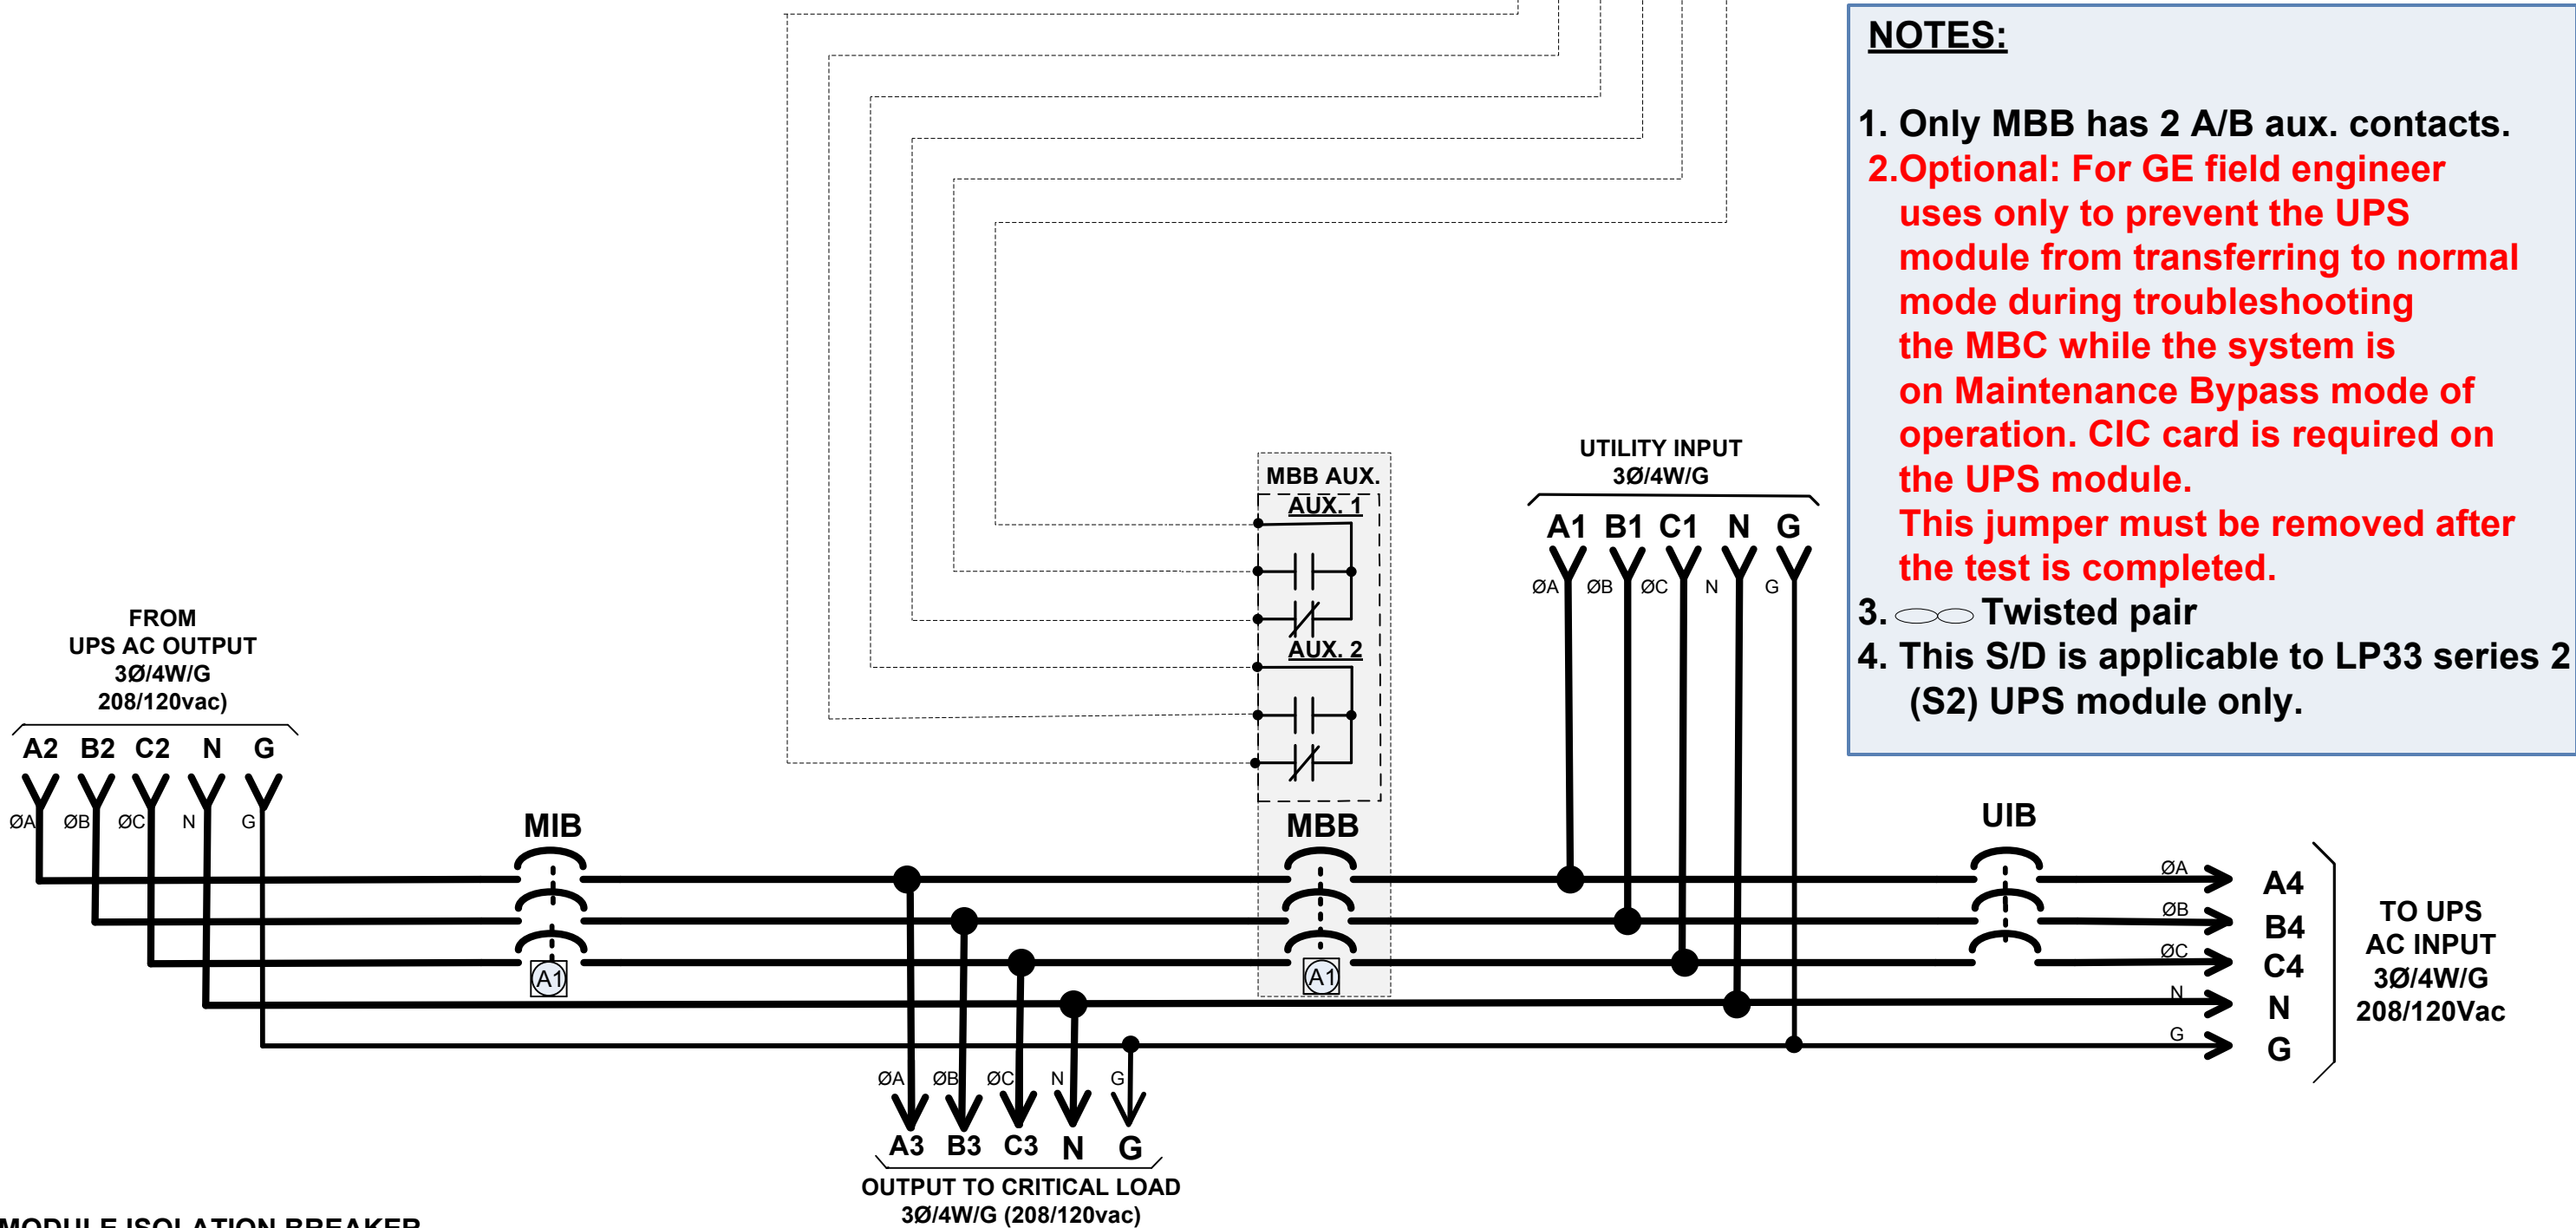 NOTES:
1. Only MBB has 2 A/B aux. contacts.
2.Optional: For GE field engineer
uses only to prevent the UPS
module from transferring to normal
mode during troubleshooting
the MBC while the system is
on Maintenance Bypass mode of
operation. CIC card is required on
the UPS module.
This jumper must be removed after
the test is completed.
3. Twisted pair
4. This S/D is applicable to LP33 series 2
(S2) UPS module only.
UTILITY INPUT
3Ø/4W/G
A1 B1 C1 N G
ØA ØB ØC N G
MBB AUX.
AUX. 1
AUX. 2
FROM
UPS AC OUTPUT
3Ø/4W/G
208/120vac)
A2 B2 C2 N G
ØA ØB ØC N G
MIB
A1
MBB
A1
UIB
ØA A4
ØB B4
ØC C4
N N
G G
TO UPS
AC INPUT
3Ø/4W/G
208/120Vac
ØA ØB ØC N G
A3 B3 C3 N G
OUTPUT TO CRITICAL LOAD
3Ø/4W/G (208/120vac)
MODULE ISOLATION BREAKER